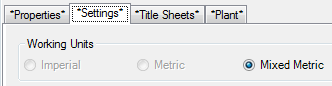 *Properties* *Settings* *Title Sheets* *Plant*
Working Units
Imperial Metric Mixed Metric